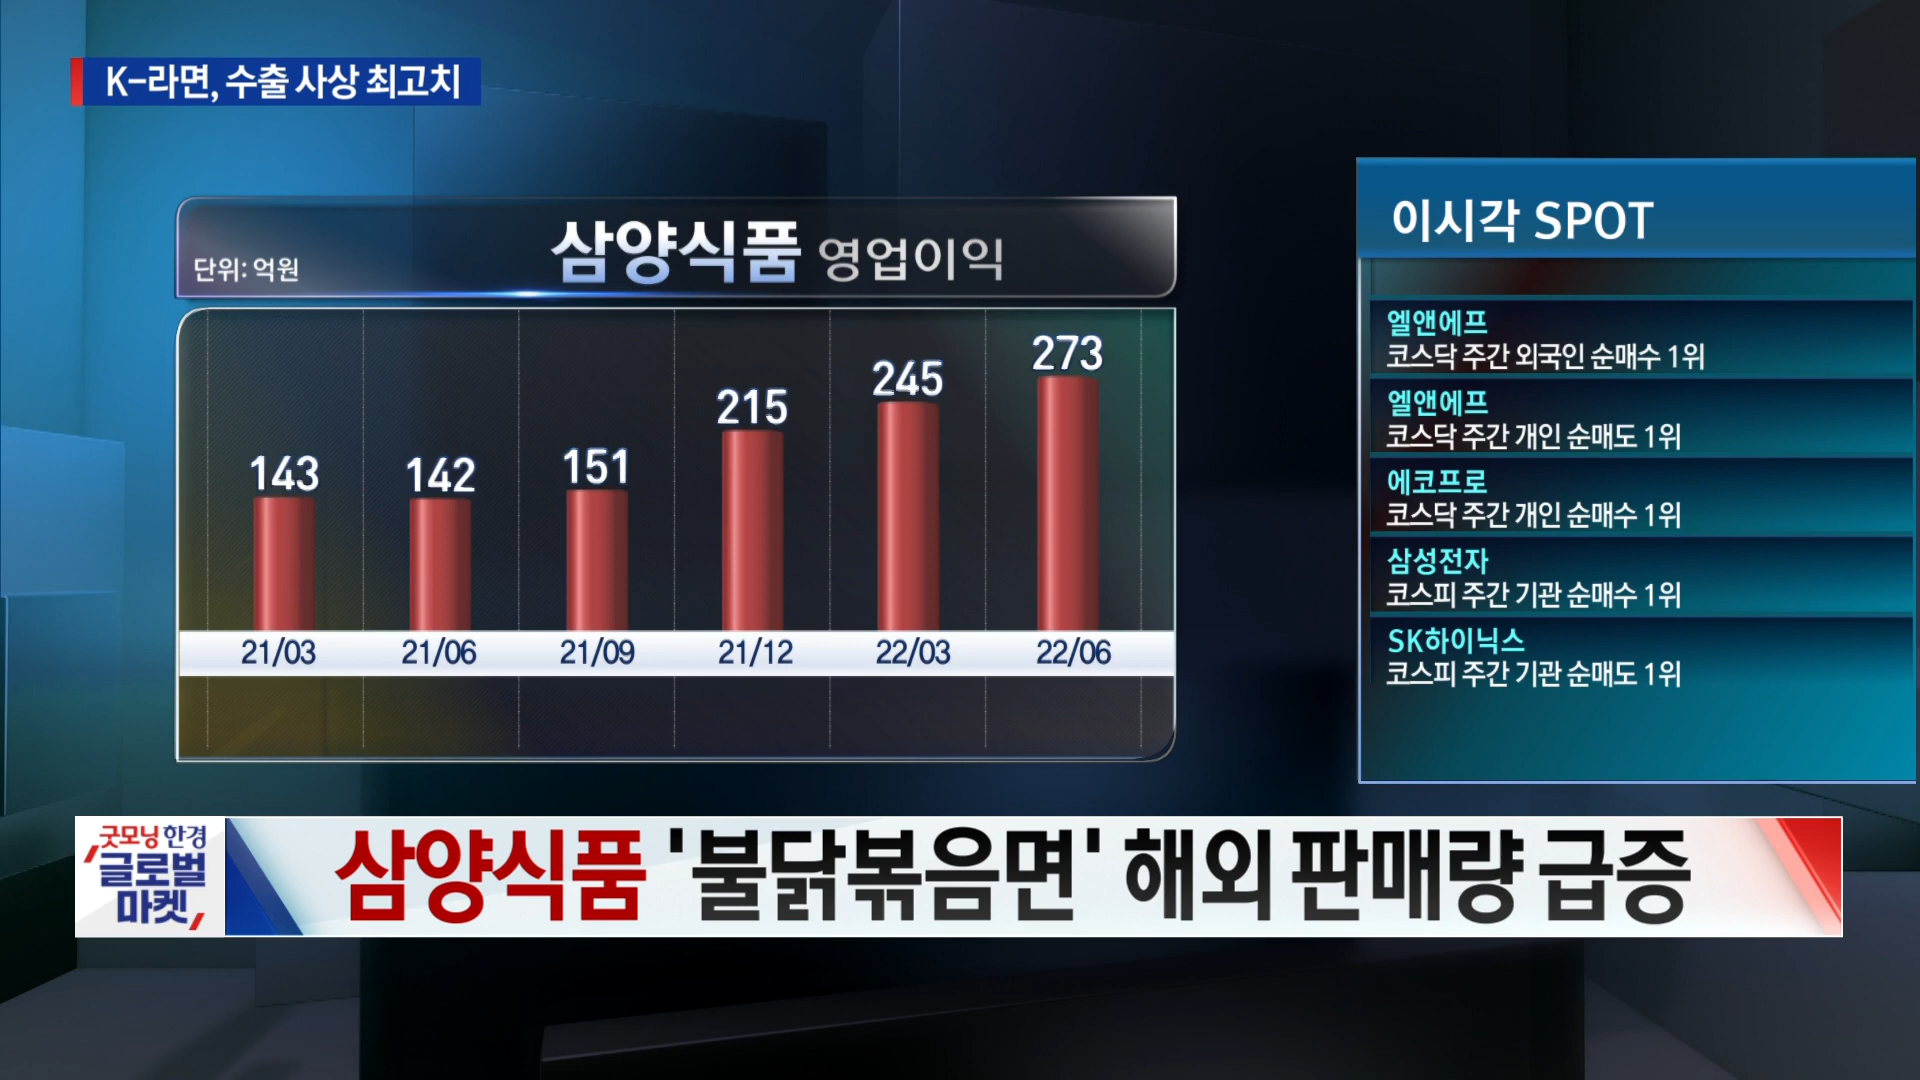 K-라면, 수출 사상 최고치
단위: 억원
삼양식품 영업이익
143
142
151
215
245
273
21/03
21/06
21/09
21/12
22/03
22/06
이시각 SPOT
엘앤에프
코스닥 주간 외국인 순매수 1위
엘앤에프
코스닥 주간 개인 순매도 1위
에코프로
코스닥 주간 개인 순매수 1위
삼성전자
코스피 주간 기관 순매수 1위
SK하이닉스
코스피 주간 기관 순매도 1위
굿모닝 한경
글로벌
마켓
삼양식품 '불닭볶음면' 해외 판매량 급증